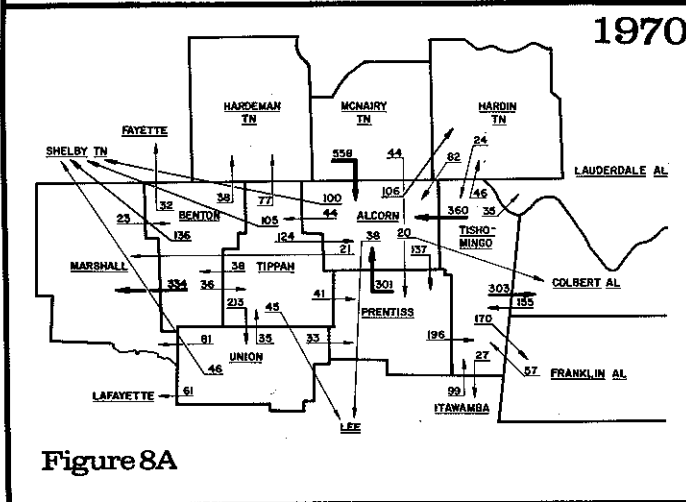 1970
HARDEMAN
TN
MCNAIRY
TN
HARDIN
TN
FAYETTE
SHELBY TN
558
44
24
LAUDERDALE AL
82
106
46
35
32
38
77
100
23
BENTON
105
44
ALCORN
360
136
TISHO-
MINGO
124
21
38
20
137
MARSHALL
38
TIPPAH
COLBERT AL
334
36
301
303
155
213
45
41
PRENTISS
170
81
35
33
196
UNION
27
46
57
FRANKLIN AL
LAFAYETTE
61
99
ITAWAMBA
LEE
Figure 8A